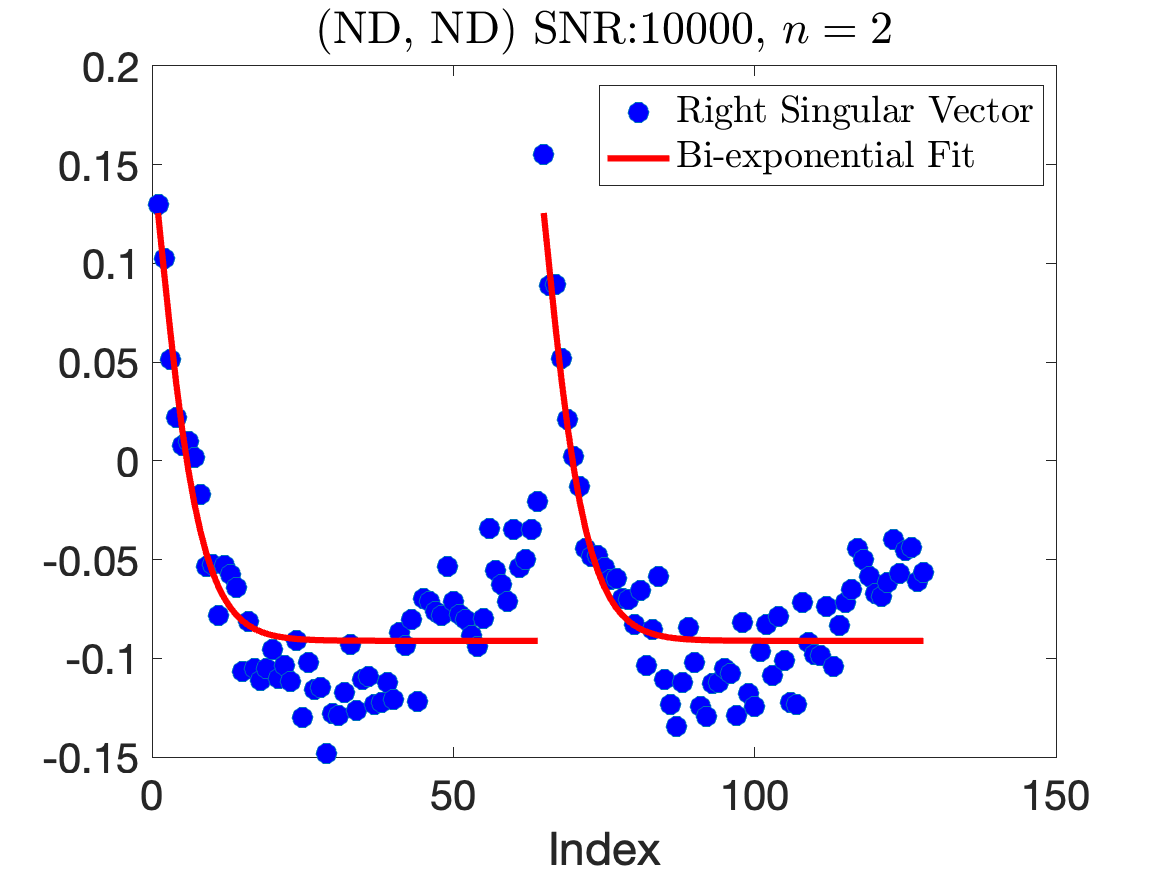 (ND, ND) SNR:10000, n = 2
0.2
0.15
0.1
0.05
0
-0.05
-0.1
-0.15
Right Singular Vector
Bi-exponential Fit
0 50 100 150
Index